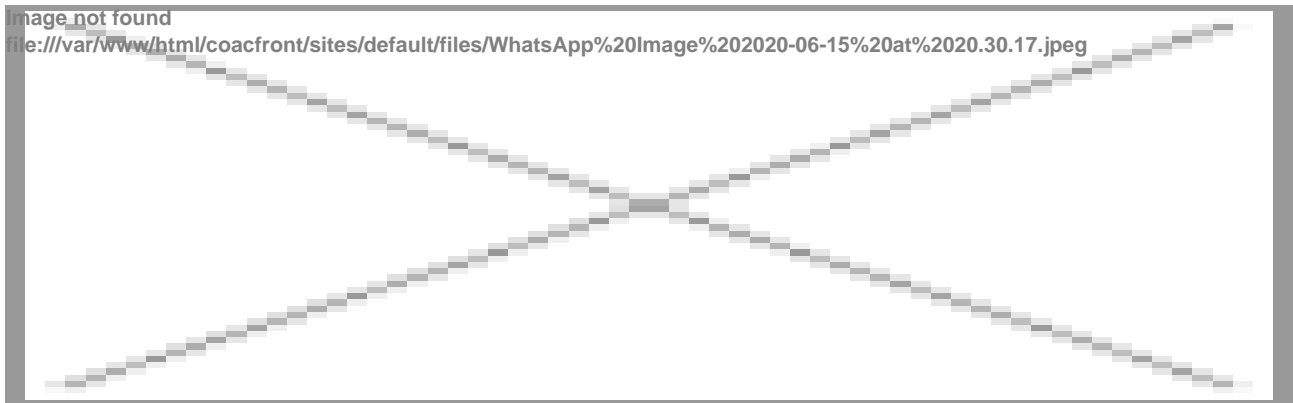 Image not found
file:///var/www/html/coacfront/sites/default/files/WhatsApp%20Image%202020-06-15%20at%2020.30.17.jpeg